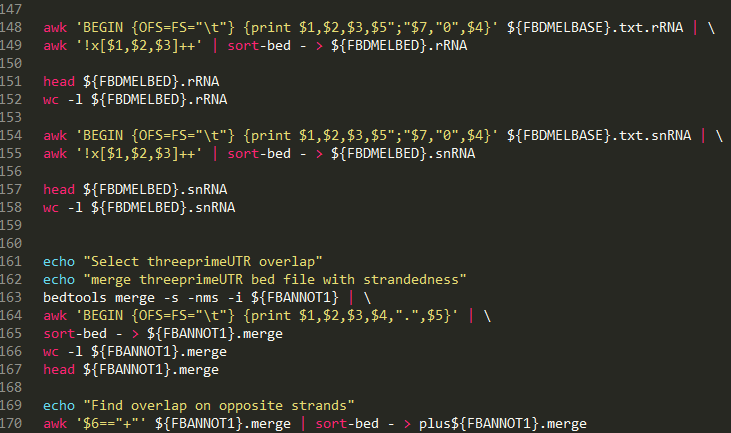 147
148 awk 'BEGIN {OFS=FS="\t"} {print $1,$2,$3,$5";"$7,"0",$4}' ${FBDMELBASE}.txt.rRNA | \
149 awk '!x[$1,$2,$3]++' | sort-bed - > ${FBDMELBED}.rRNA
150
151 head ${FBDMELBED}.rRNA
152 wc -l ${FBDMELBED}.rRNA
153
154 awk 'BEGIN {OFS=FS="\t"} {print $1,$2,$3,$5";"$7,"0",$4}' ${FBDMELBASE}.txt.snRNA | \
155 awk '!x[$1,$2,$3]++' | sort-bed - > ${FBDMELBED}.snRNA
156
157 head ${FBDMELBED}.snRNA
158 wc -l ${FBDMELBED}.snRNA
159
160
161 echo "Select threeprimeUTR overlap"
162 echo "merge threeprimeUTR bed file with strandedness"
163 bedtools merge -s -nms -i ${FBANNOT1} | \
164 awk 'BEGIN {OFS=FS="\t"} {print $1,$2,$3,$4,".",$5}' | \
165 sort-bed - > ${FBANNOT1}.merge
166 wc -l ${FBANNOT1}.merge
167 head ${FBANNOT1}.merge
168
169 echo "Find overlap on opposite strands"
170 awk '$6=="+"' ${FBANNOT1}.merge | sort-bed - > plus${FBANNOT1}.merge